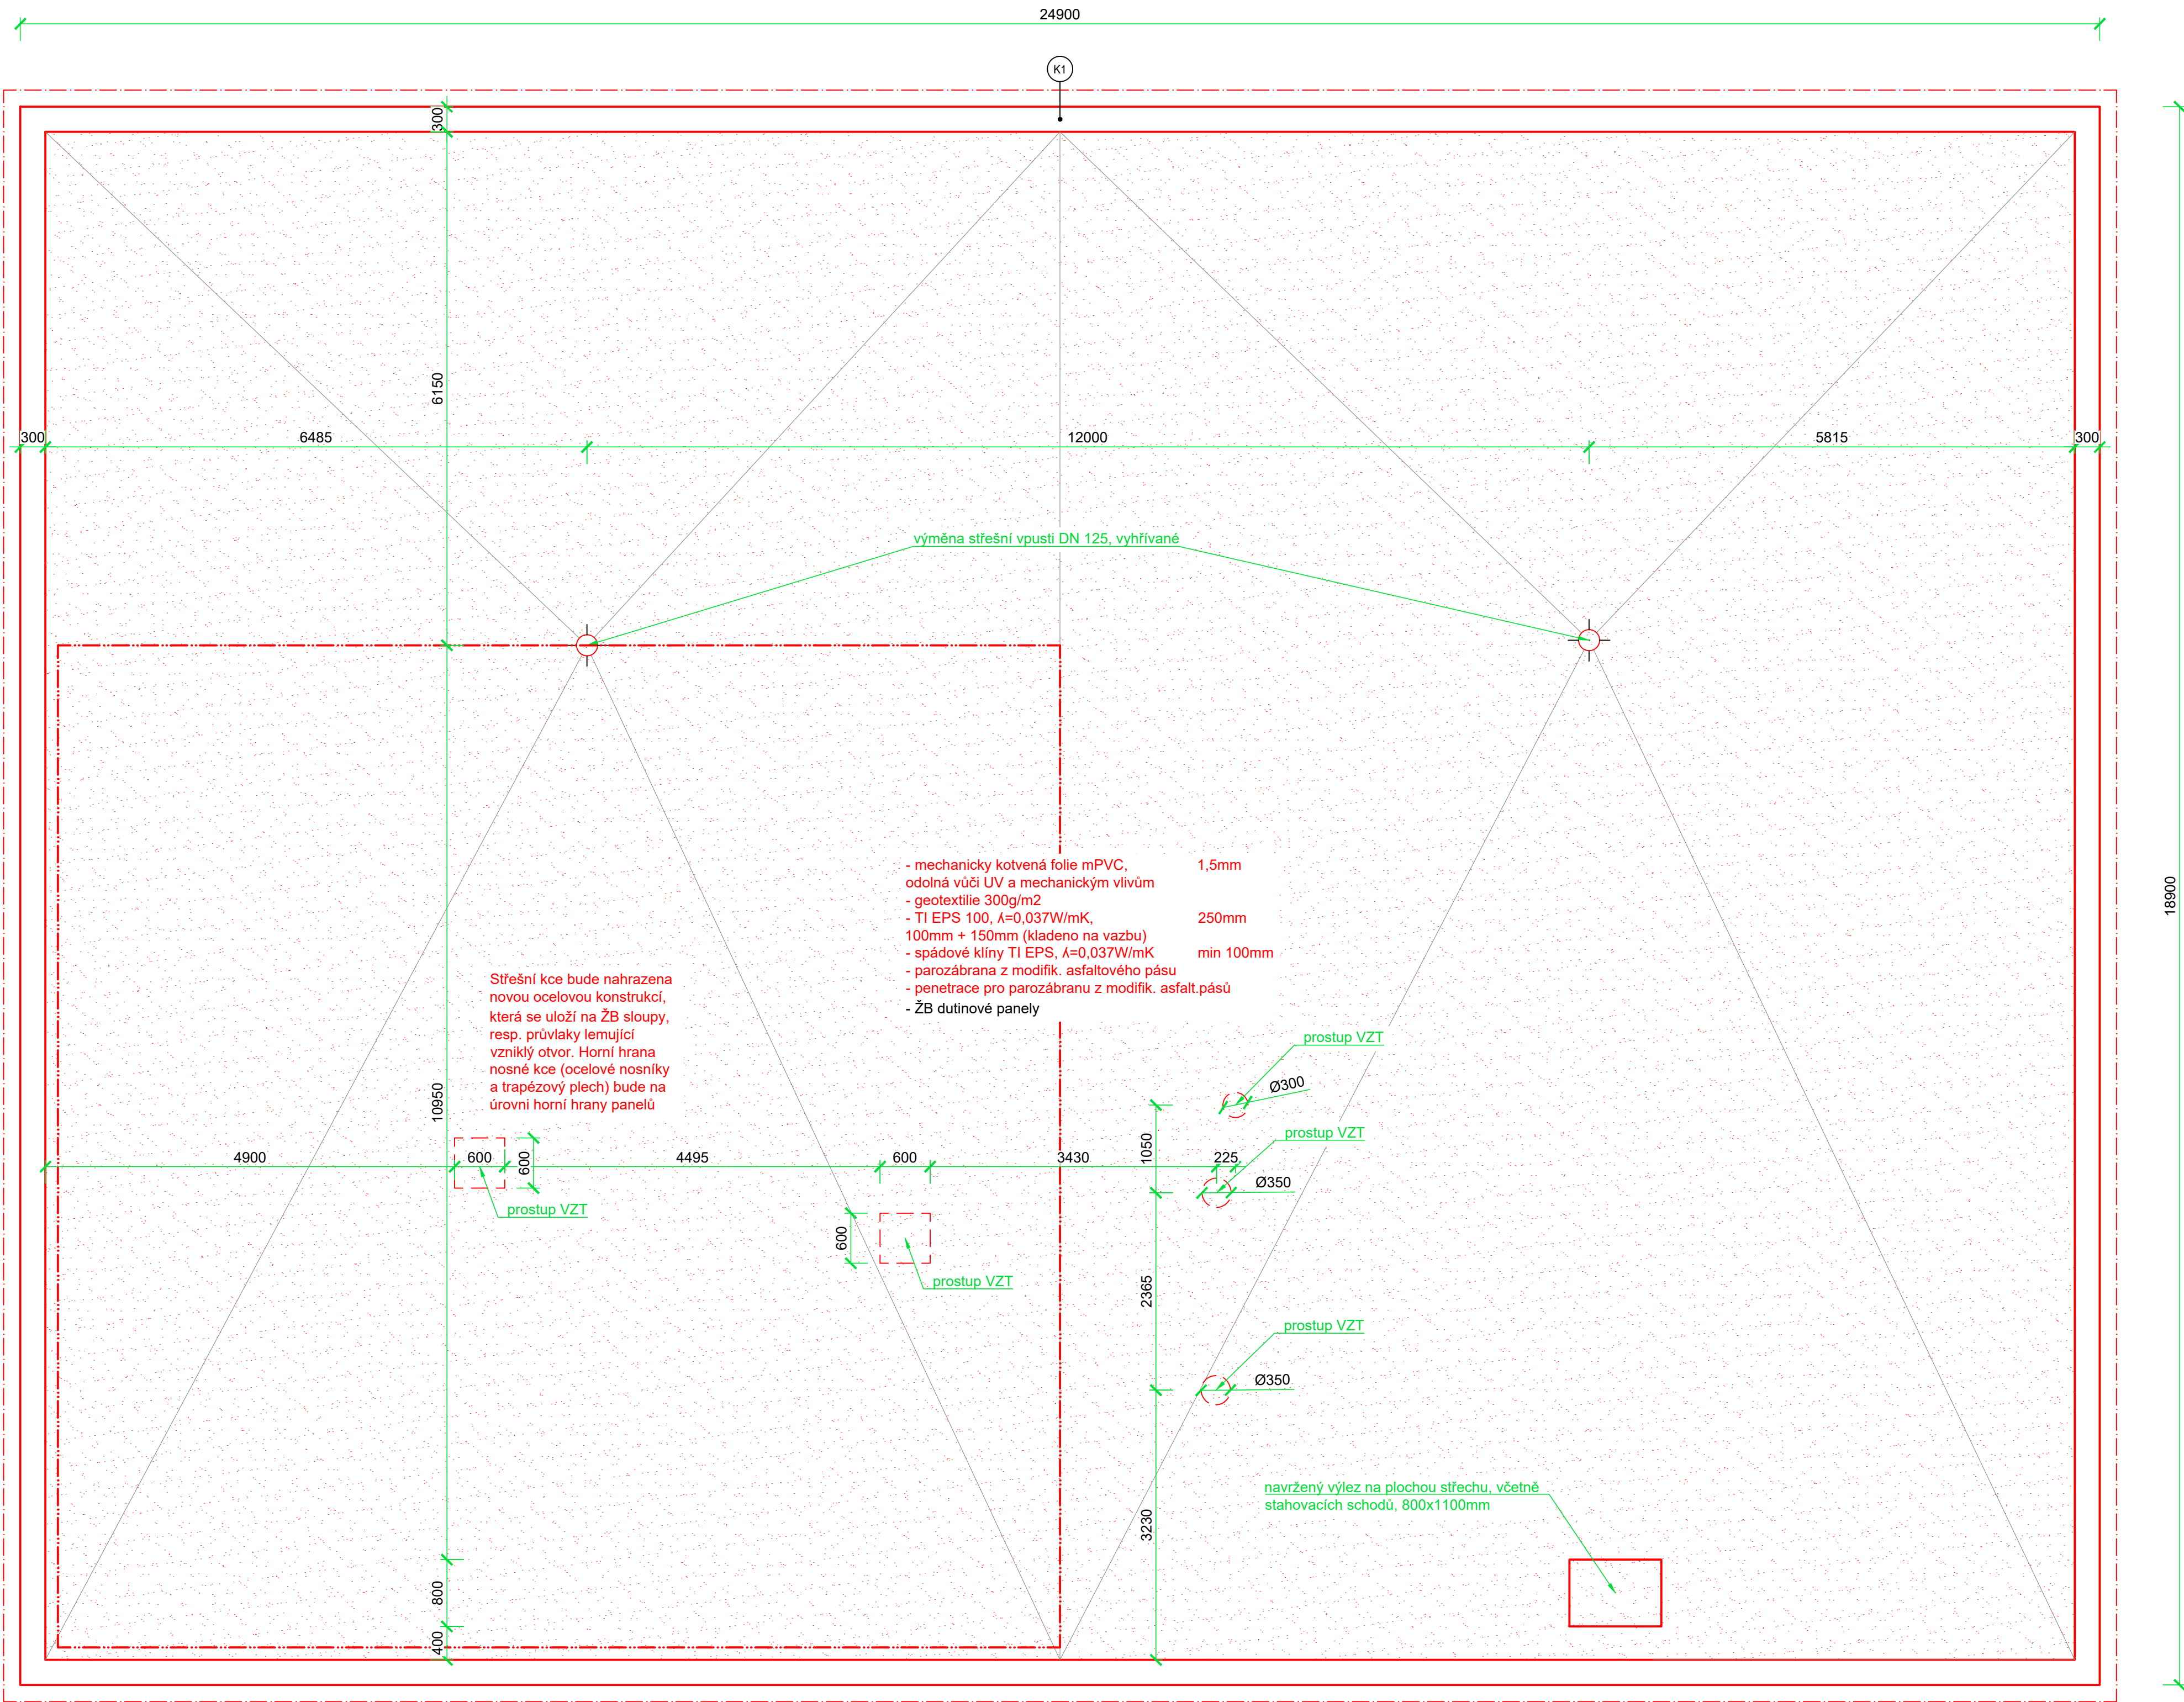 24900
K1
300
6150
300
6485
12000
5815
300
výměna střešní vpusti DN 125, vyhřívané
- mechanicky kotvená folie mPVC, 1,5mm
odolná vůči UV a mechanickým vlivům
- geotextilie 300g/m2
- TI EPS 100, ʎ=0,037W/mK, 250mm
100mm + 150mm (kladeno na vazbu)
- spádové klíny TI EPS, ʎ=0,037W/mK min 100mm
- parozábrana z modifik. asfaltového pásu
- penetrace pro parozábranu z modifik. asfalt.pásů
- ŽB dutinové panely
18900
Střešní kce bude nahrazena
novou ocelovou konstrukcí,
která se uloží na ŽB sloupy,
resp. průvlaky lemující
vzniklý otvor. Horní hrana
nosné kce (ocelové nosníky
a trapézový plech) bude na
úrovni horní hrany panelů
10950
prostup VZT
Ø300
prostup VZT
1050
4900
600
600
4495
600
3430
225
Ø350
prostup VZT
600
prostup VZT
2365
prostup VZT
Ø350
navržený výlez na plochou střechu, včetně
stahovacích schodů, 800x1100mm
3230
800
400